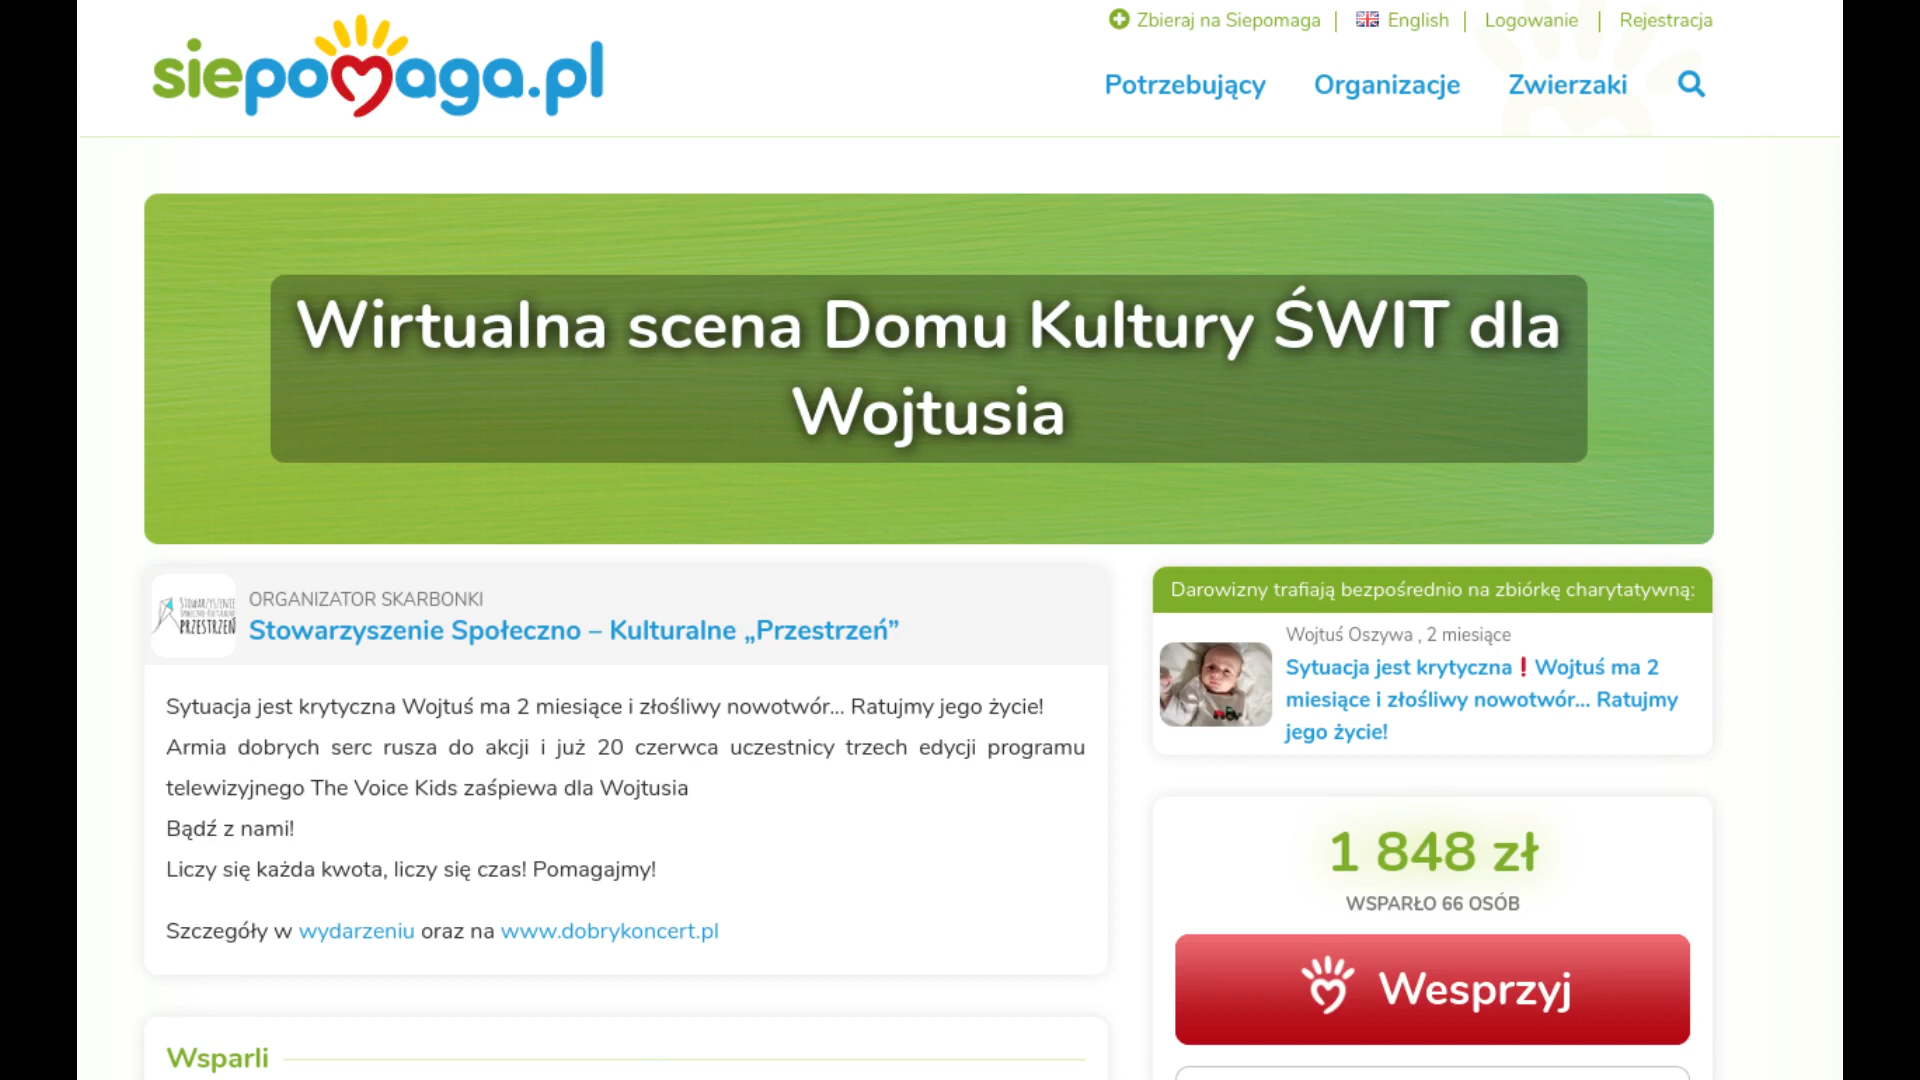 siepomaga.pl
Zbieraj na Siepomaga | English | Logowanie | Rejestracja
Potrzebujący Organizacje Zwierzaki
Wirtualna scena Domu Kultury ŚWIT dla
Wojtusia
ORGANIZATOR SKARBONKI
Stowarzyszenie Społeczno – Kulturalne „Przestrzeń”
STOWARZYSZENIE
SPOŁECZNO-KULTURALNE
PRZESTRZEŃ
Sytuacja jest krytyczna Wojtuś ma 2 miesiące i złośliwy nowotwór... Ratujmy jego życie!
Armia dobrych serc rusza do akcji i już 20 czerwca uczestnicy trzech edycji programu
telewizyjnego The Voice Kids zaśpiewa dla Wojtusia
Bądź z nami!
Liczy się każda kwota, liczy się czas! Pomagajmy!
Szczegóły w wydarzeniu oraz na www.dobrykoncert.pl
Wsparli
Darowizny trafiają bezpośrednio na zbiórkę charytatywną:
Wojtuś Oszywa , 2 miesiące
Sytuacja jest krytyczna❗Wojtuś ma 2
miesiące i złośliwy nowotwór... Ratujmy
jego życie!
1 848 zł
WSPARŁO 66 OSÓB
Wesprzyj